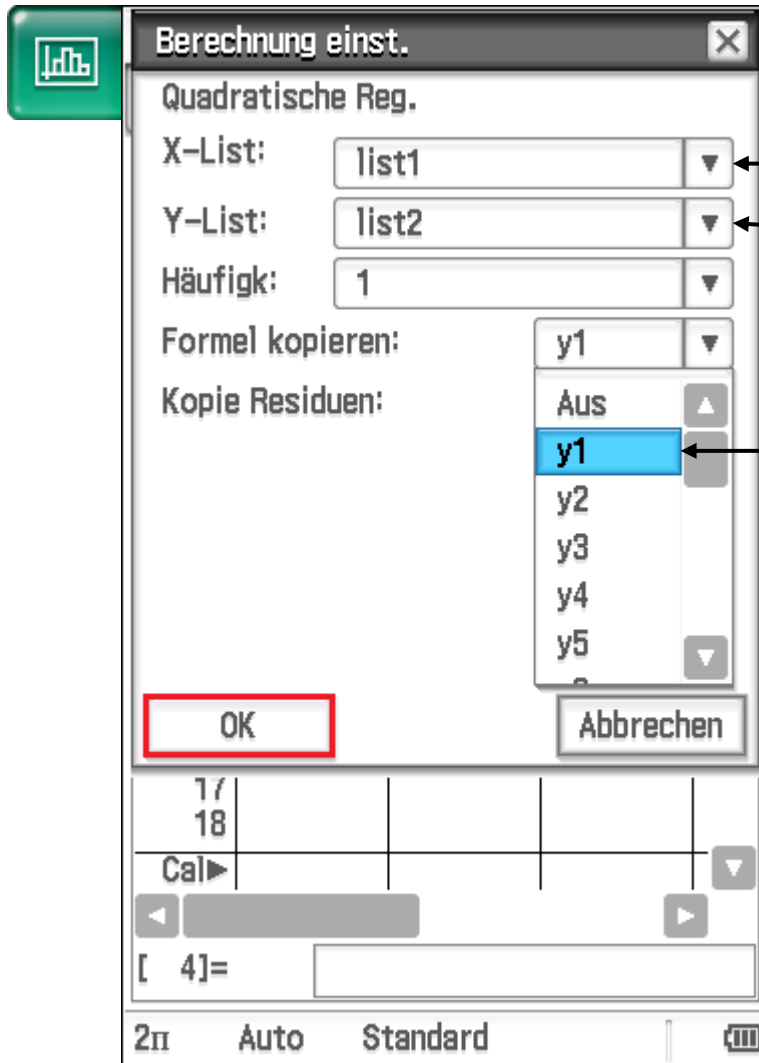 Berechnung einst.
Quadratische Reg.
X-List: list1
Y-List: list2
Häufigk: 1
Formel kopieren: y1
Kopie Residuen: Aus
y1
y2
y3
y4
y5
OK Abbrechen
17
18
Cal▶
[ 4]=
2π Auto Standard